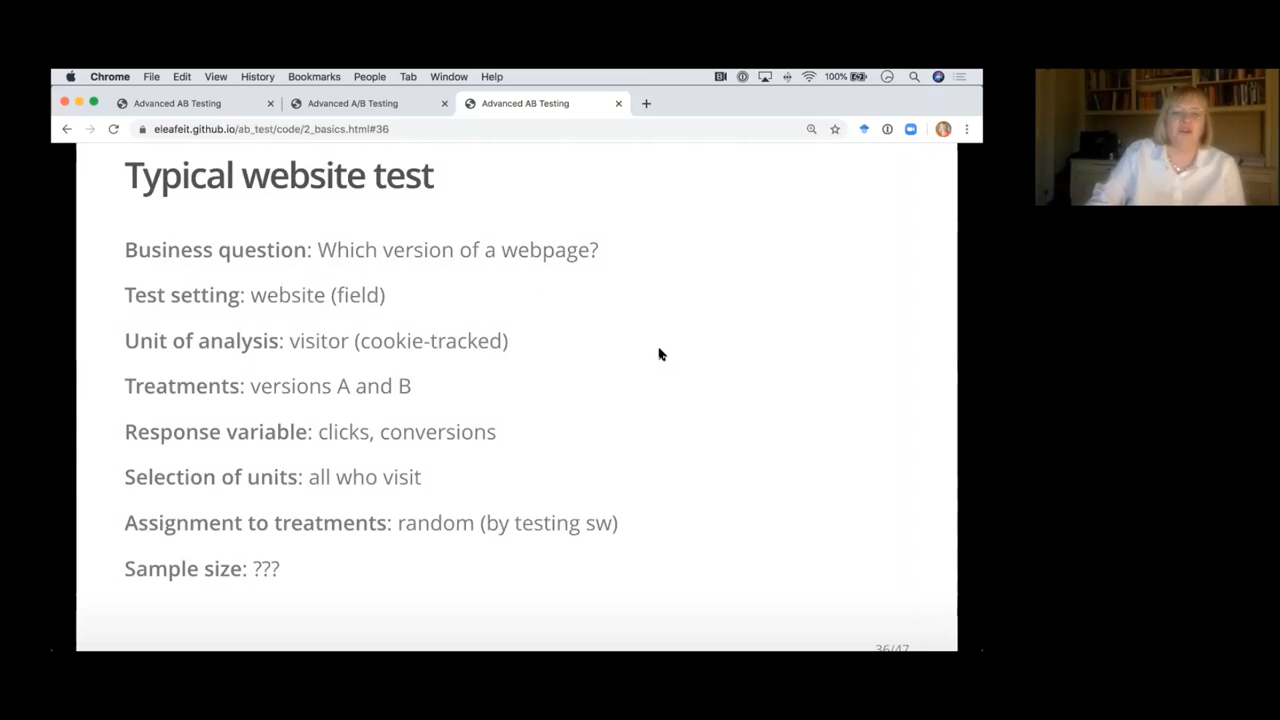 Chrome File Edit View History Bookmarks People Tab Window Help 100%
Advanced AB Testing Advanced A/B Testing Advanced AB Testing
eleafeit.github.io/ab_test/code/2_basics.html#36
Typical website test
Business question: Which version of a webpage?
Test setting: website (field)
Unit of analysis: visitor (cookie-tracked)
Treatments: versions A and B
Response variable: clicks, conversions
Selection of units: all who visit
Assignment to treatments: random (by testing sw)
Sample size: ???
36/47